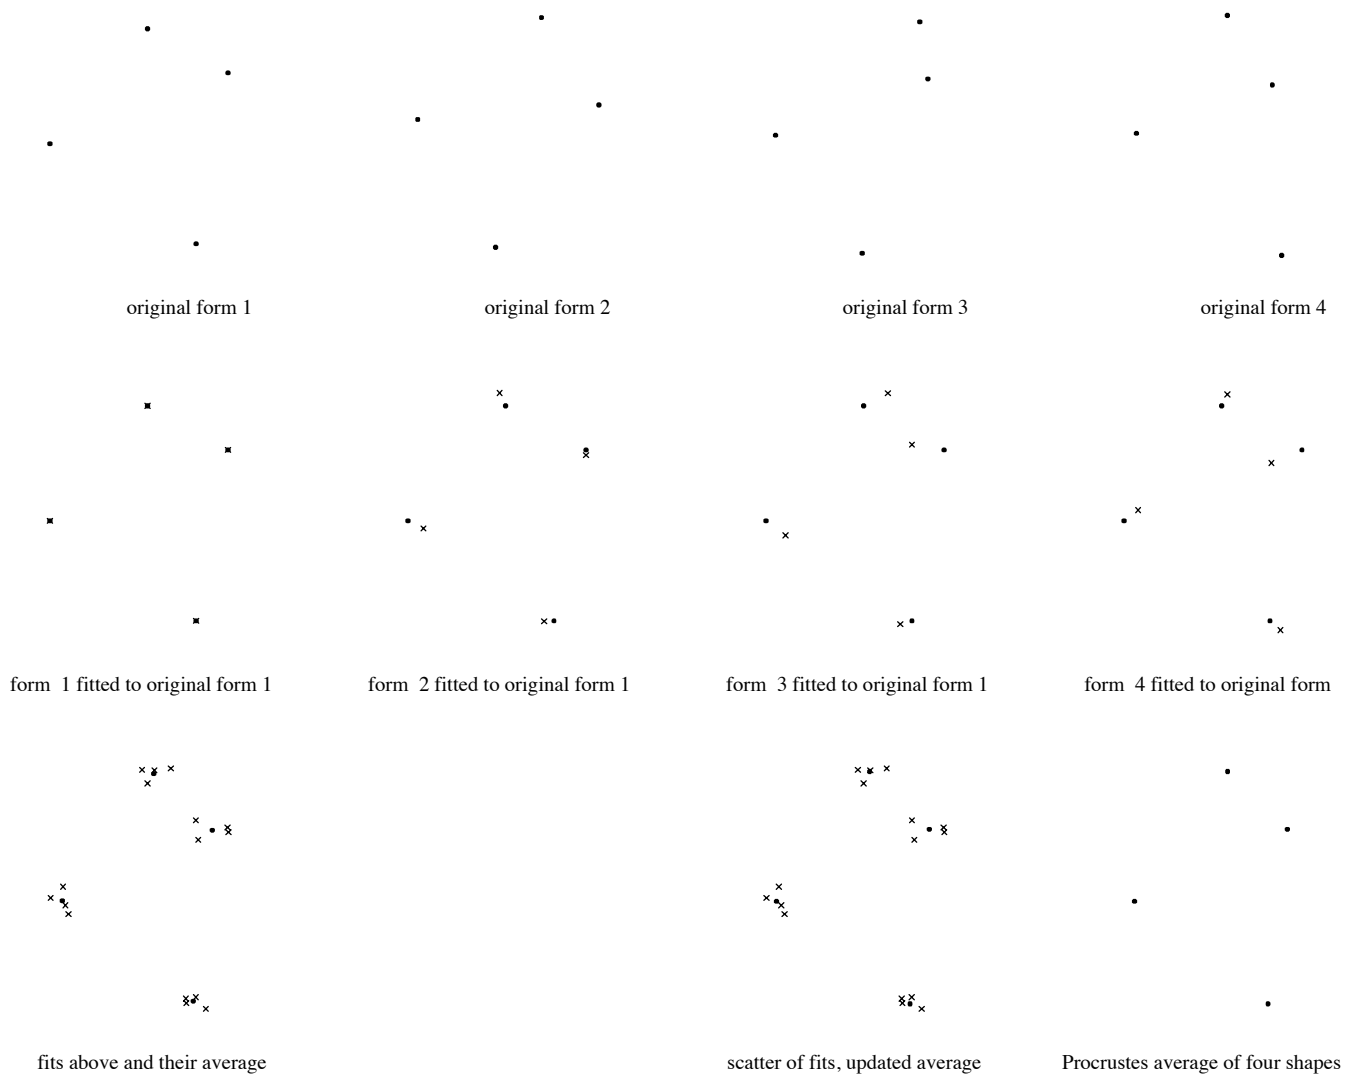 original form 1
original form 2
original form 3
original form 4
form  1 fitted to original form 1
form  2 fitted to original form 1
form  3 fitted to original form 1
form  4 fitted to original form
fits above and their average
scatter of fits, updated average
Procrustes average of four shapes